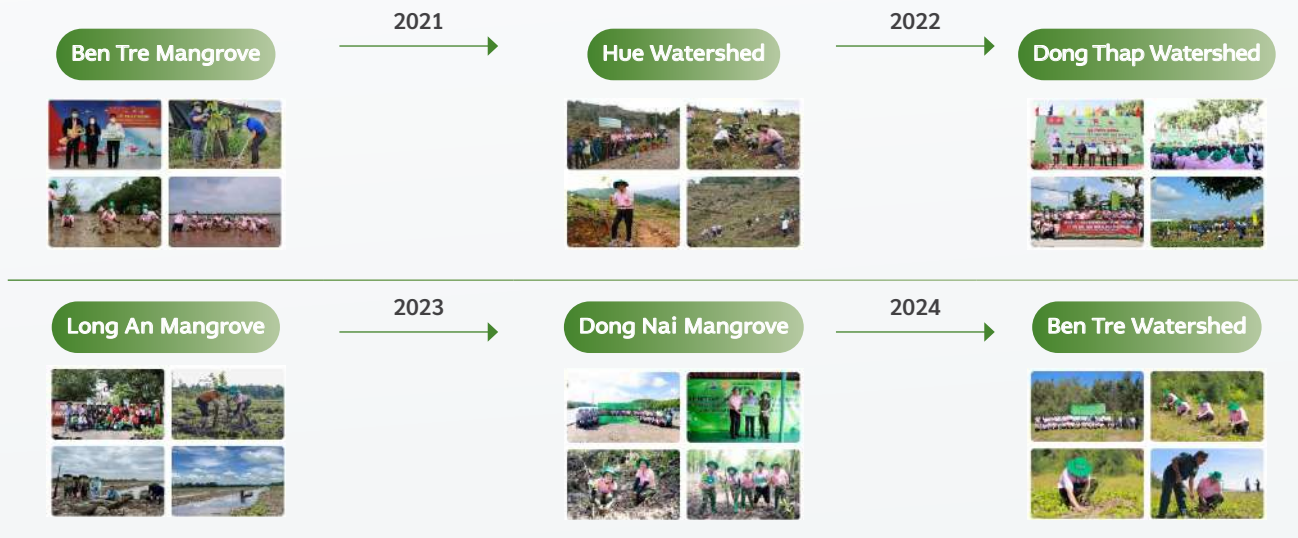 2021
2022
Ben Tre Mangrove
Hue Watershed
Dong Thap Watershed
2023
2024
Long An Mangrove
Dong Nai Mangrove
Ben Tre Watershed